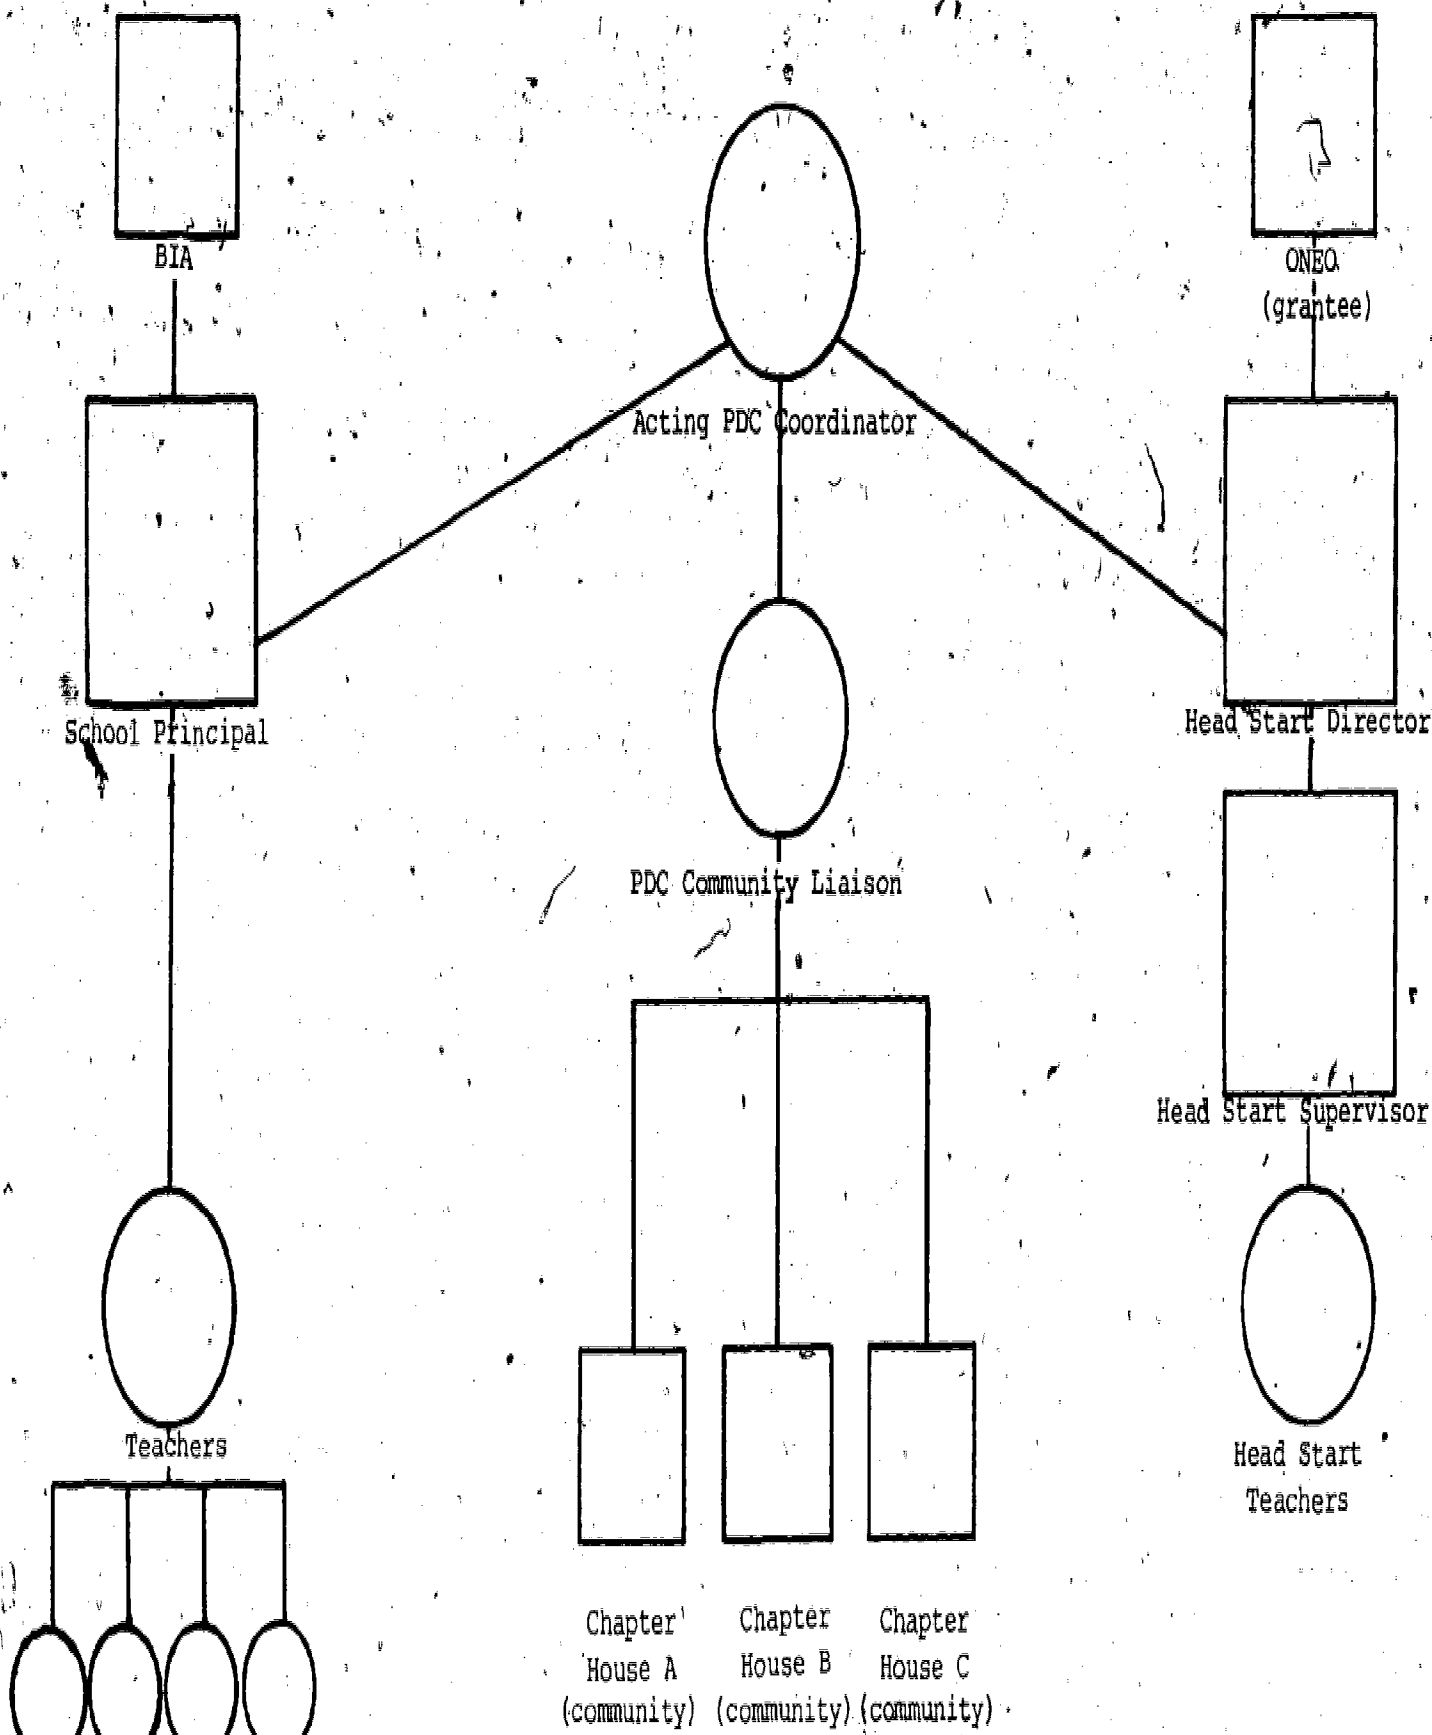 BIA
ONEO
(grantee)
Acting PDC Coordinator
School Principal
Head Start Director
PDC Community Liaison
Head Start Supervisor
Teachers
Head Start
Teachers
Chapter
House A
(community)
Chapter
House B
(community)
Chapter
House C
(community)